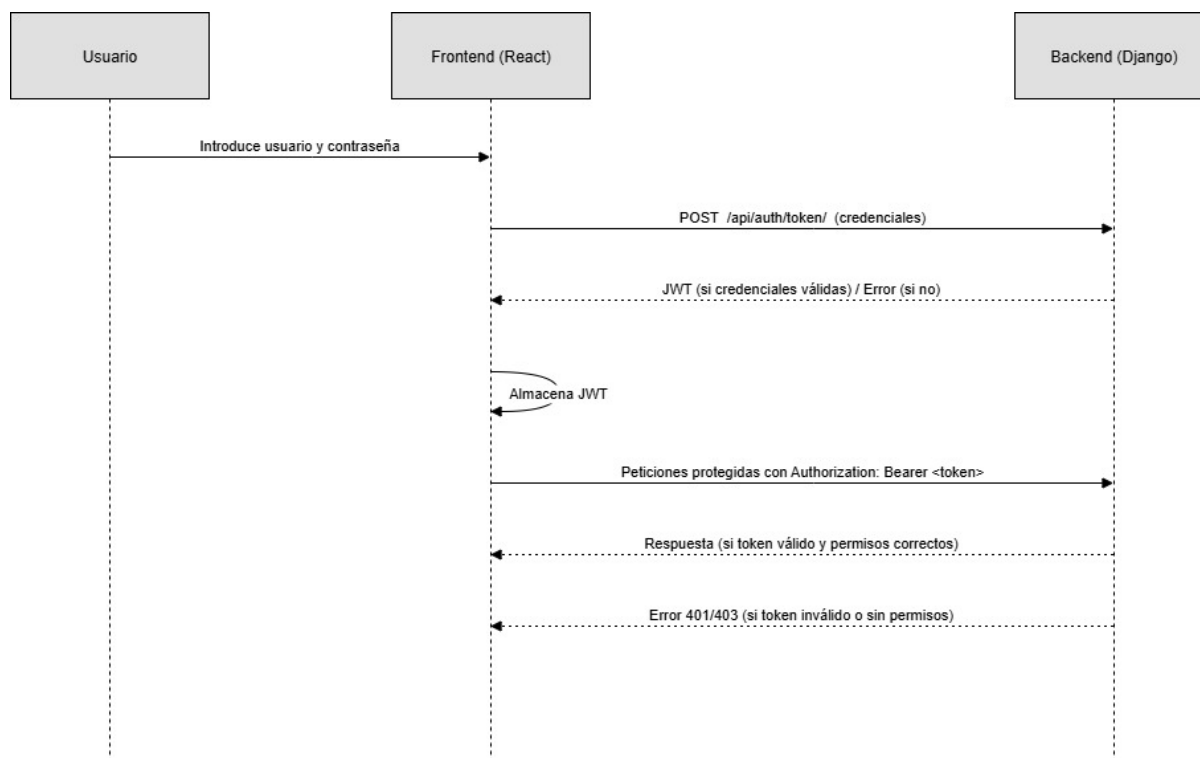 Usuario
Frontend (React)
Backend (Django)
Introduce usuario y contraseña
POST /api/auth/token/ (credenciales)
JWT (si credenciales válidas) / Error (si no)
Almacena JWT
Peticiones protegidas con Authorization: Bearer <token>
Respuesta (si token válido y permisos correctos)
Error 401/403 (si token inválido o sin permisos)